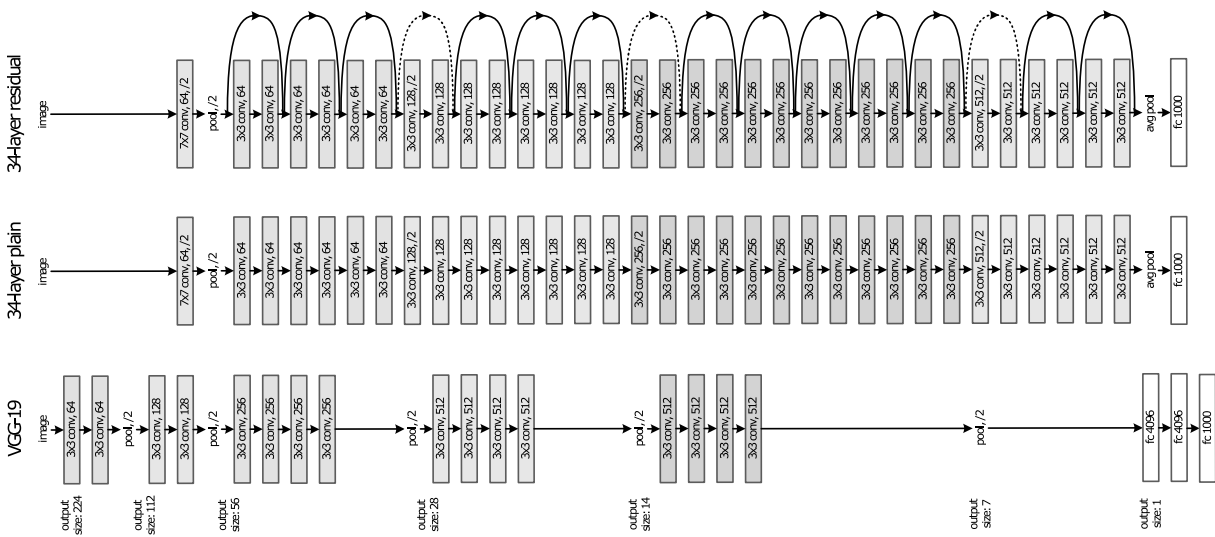 output
size: 224
output
size: 112
output
size: 56
output
size: 28
output
size: 14
output
size: 7
output
size: 1
VGG-19
image
3x3 conv, 64
3x3 conv, 64
pool, /2
3x3 conv, 128
3x3 conv, 128
pool, /2
3x3 conv, 256
3x3 conv, 256
3x3 conv, 256
3x3 conv, 256
pool, /2
3x3 conv, 512
3x3 conv, 512
3x3 conv, 512
3x3 conv, 512
pool, /2
3x3 conv, 512
3x3 conv, 512
3x3 conv, 512
3x3 conv, 512
pool, /2
fc 4096
fc 4096
fc 1000
34-layer plain
image
7x7 conv, 64, /2
pool, /2
3x3 conv, 64
3x3 conv, 64
3x3 conv, 64
3x3 conv, 64
3x3 conv, 64
3x3 conv, 64
3x3 conv, 128, /2
3x3 conv, 128
3x3 conv, 128
3x3 conv, 128
3x3 conv, 128
3x3 conv, 128
3x3 conv, 128
3x3 conv, 128
3x3 conv, 256, /2
3x3 conv, 256
3x3 conv, 256
3x3 conv, 256
3x3 conv, 256
3x3 conv, 256
3x3 conv, 256
3x3 conv, 256
3x3 conv, 256
3x3 conv, 256
3x3 conv, 256
3x3 conv, 256
3x3 conv, 512, /2
3x3 conv, 512
3x3 conv, 512
3x3 conv, 512
3x3 conv, 512
3x3 conv, 512
avg pool
fc 1000
34-layer residual
image
7x7 conv, 64, /2
pool, /2
3x3 conv, 64
3x3 conv, 64
3x3 conv, 64
3x3 conv, 64
3x3 conv, 64
3x3 conv, 64
3x3 conv, 128, /2
3x3 conv, 128
3x3 conv, 128
3x3 conv, 128
3x3 conv, 128
3x3 conv, 128
3x3 conv, 128
3x3 conv, 128
3x3 conv, 256, /2
3x3 conv, 256
3x3 conv, 256
3x3 conv, 256
3x3 conv, 256
3x3 conv, 256
3x3 conv, 256
3x3 conv, 256
3x3 conv, 256
3x3 conv, 256
3x3 conv, 256
3x3 conv, 256
3x3 conv, 512, /2
3x3 conv, 512
3x3 conv, 512
3x3 conv, 512
3x3 conv, 512
3x3 conv, 512
avg pool
fc 1000